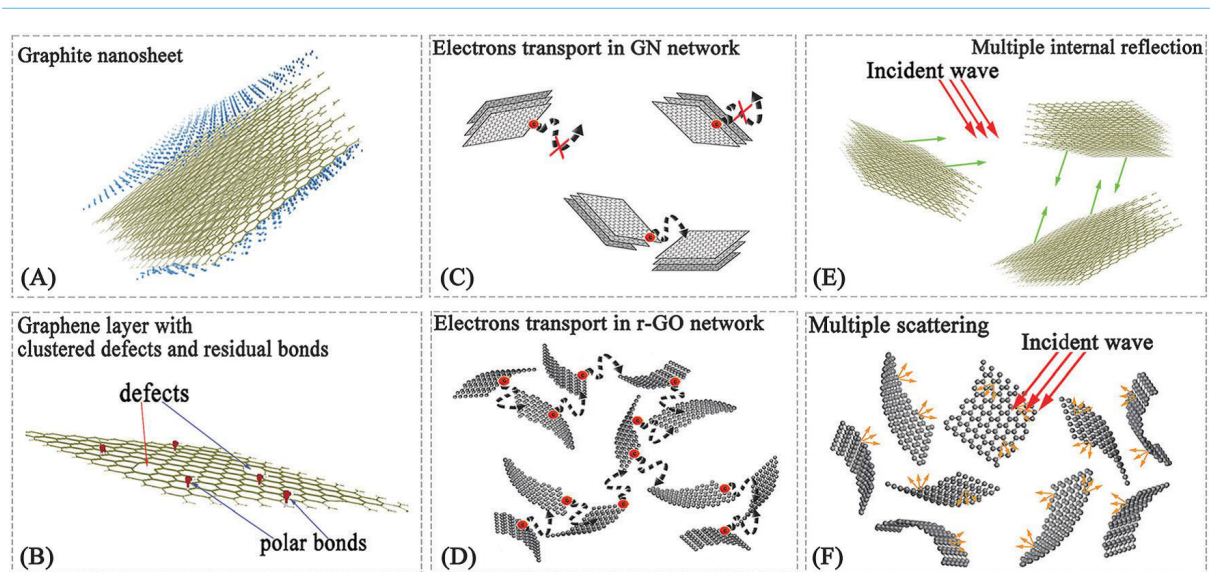 Graphite nanosheet
(A)
Graphene layer with
clustered defects and residual bonds
defects
polar bonds
(B)
Electrons transport in GN network
(C)
Electrons transport in r-GO network
(D)
Multiple internal reflection
Incident wave
(E)
Multiple scattering
Incident wave
(F)